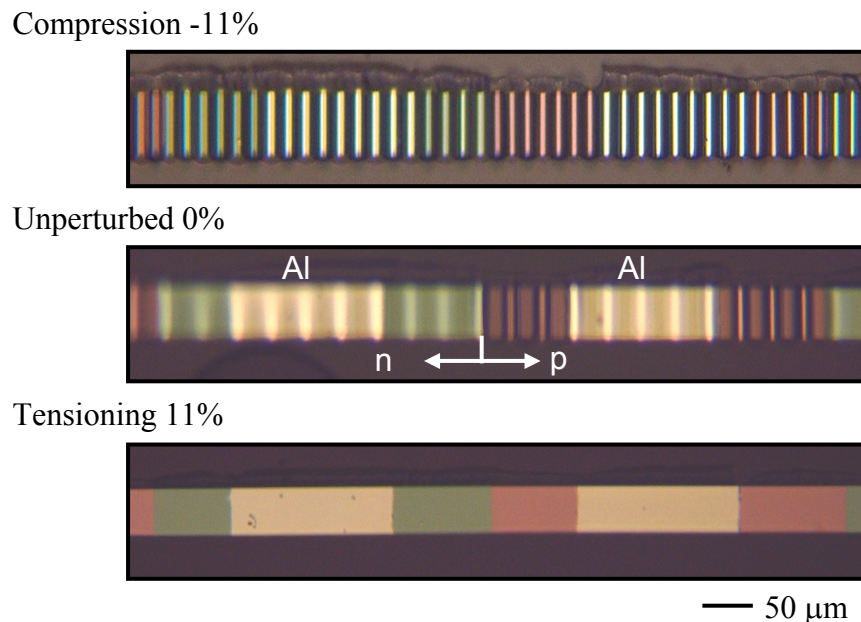 Compression -11%
Unperturbed 0%
Al Al
n p
Tensioning 11%
50 μm